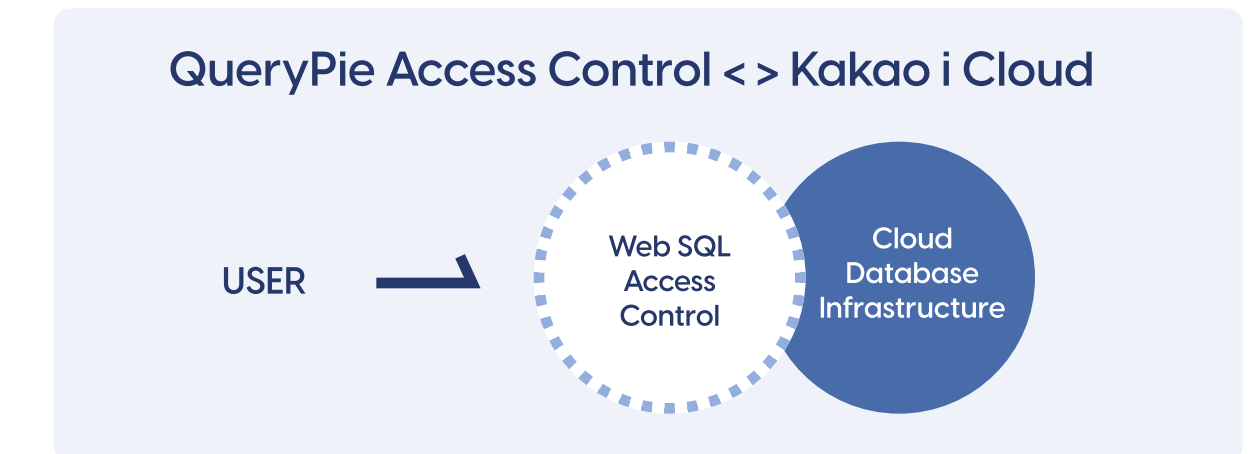 QueryPie Access Control < > Kakao i Cloud
USER
Web SQL
Access
Control
Cloud
Database
Infrastructure